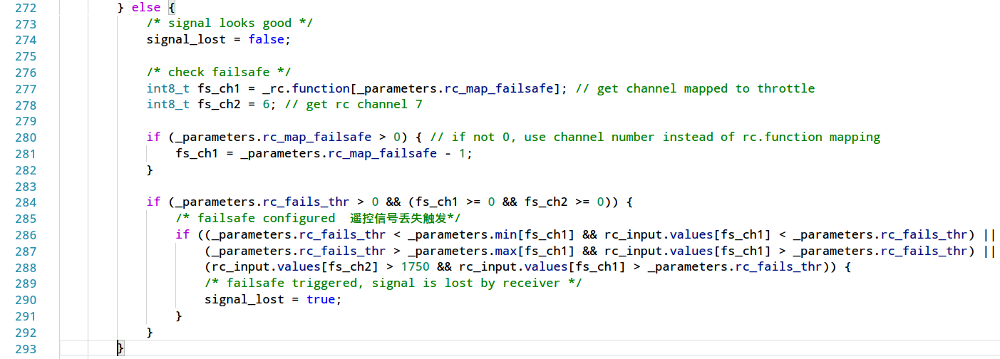 272 } else {
273 /* signal looks good */
274 signal_lost = false;
275
276 /* check failsafe */
277 int8_t fs_ch1 = _rc.function[_parameters.rc_map_failsafe]; // get channel mapped to throttle
278 int8_t fs_ch2 = 6; // get rc channel 7
279
280 if (_parameters.rc_map_failsafe > 0) { // if not 0, use channel number instead of rc.function mapping
281 fs_ch1 = _parameters.rc_map_failsafe - 1;
282 }
283
284 if (_parameters.rc_fails_thr > 0 && (fs_ch1 >= 0 && fs_ch2 >= 0)) {
285 /* failsafe configured  遥控信号丢失触发*/
286 if ((_parameters.rc_fails_thr < _parameters.min[fs_ch1] && rc_input.values[fs_ch1] < _parameters.rc_fails_thr) ||
287 (_parameters.rc_fails_thr > _parameters.max[fs_ch1] && rc_input.values[fs_ch1] > _parameters.rc_fails_thr) ||
288 (rc_input.values[fs_ch2] > 1750 && rc_input.values[fs_ch1] > _parameters.rc_fails_thr)) {
289 /* failsafe triggered, signal is lost by receiver */
290 signal_lost = true;
291 }
292 }
293 }